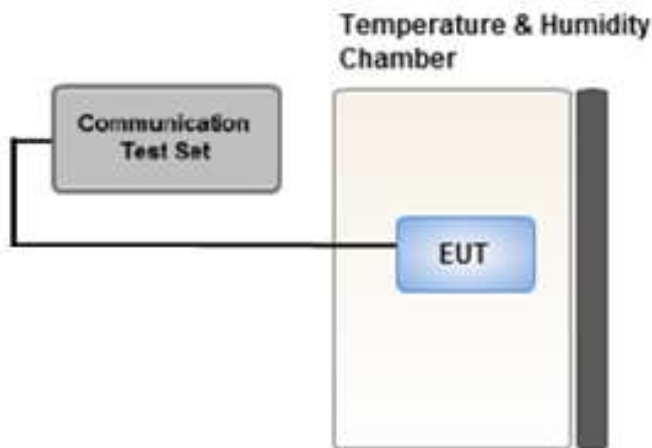 Temperature & Humidity
Chamber
Communication
Test Set
EUT